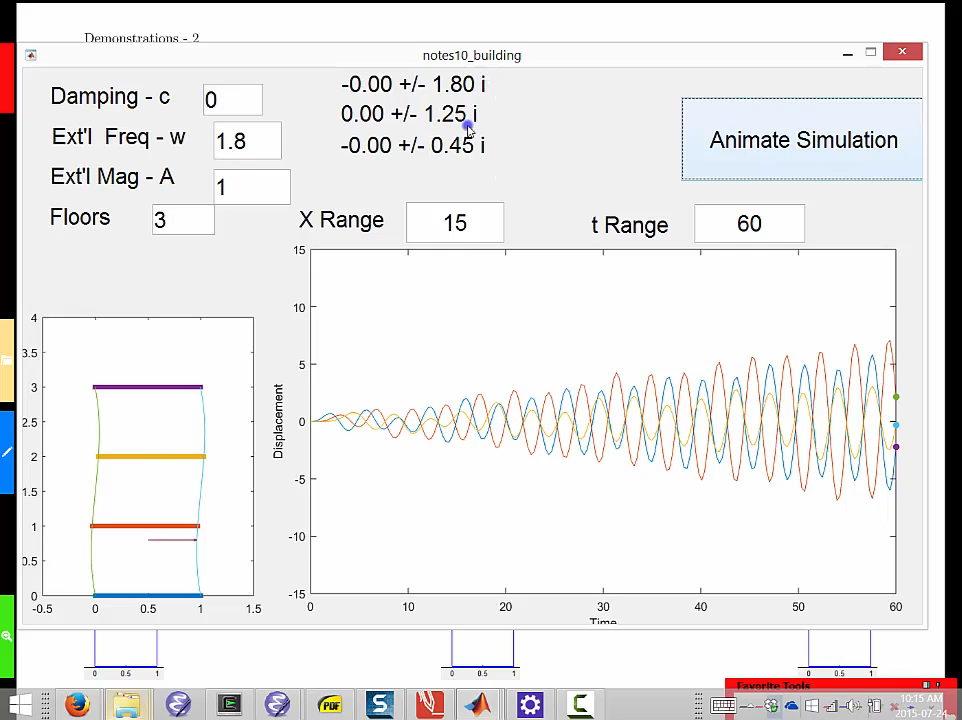 Demonstrations - 2
notes10_building
Damping - c
0
Ext'l Freq - w
1.8
Ext'l Mag - A
1
Floors
3
-0.00 +/- 1.80 i
0.00 +/- 1.25 i
-0.00 +/- 0.45 i
Animate Simulation
X Range
15
t Range
60
4
3.5
3
2.5
2
1.5
1
0.5
0
-0.5
0
0.5
1
1.5
15
10
5
0
-5
-10
-15
Displacement
0
10
20
30
40
50
60
Time
0
0.5
1
0
0.5
1
0
0.5
1
Favorite Tools
PDF
S
C
10:15 AM
2015-07-24